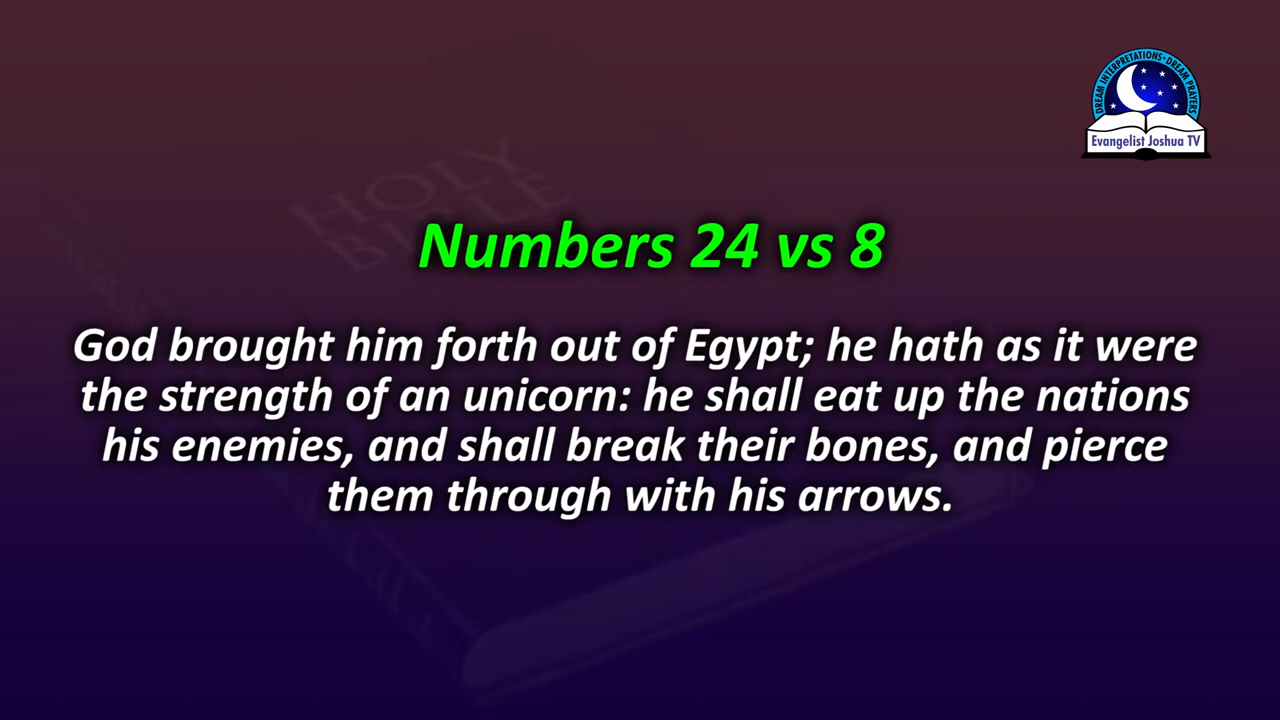 DREAM INTERPRETATIONS • DREAM PRAYERS
Evangelist Joshua TV
HOLY
BIBLE
Numbers 24 vs 8
God brought him forth out of Egypt; he hath as it were
the strength of an unicorn: he shall eat up the nations
his enemies, and shall break their bones, and pierce
them through with his arrows.